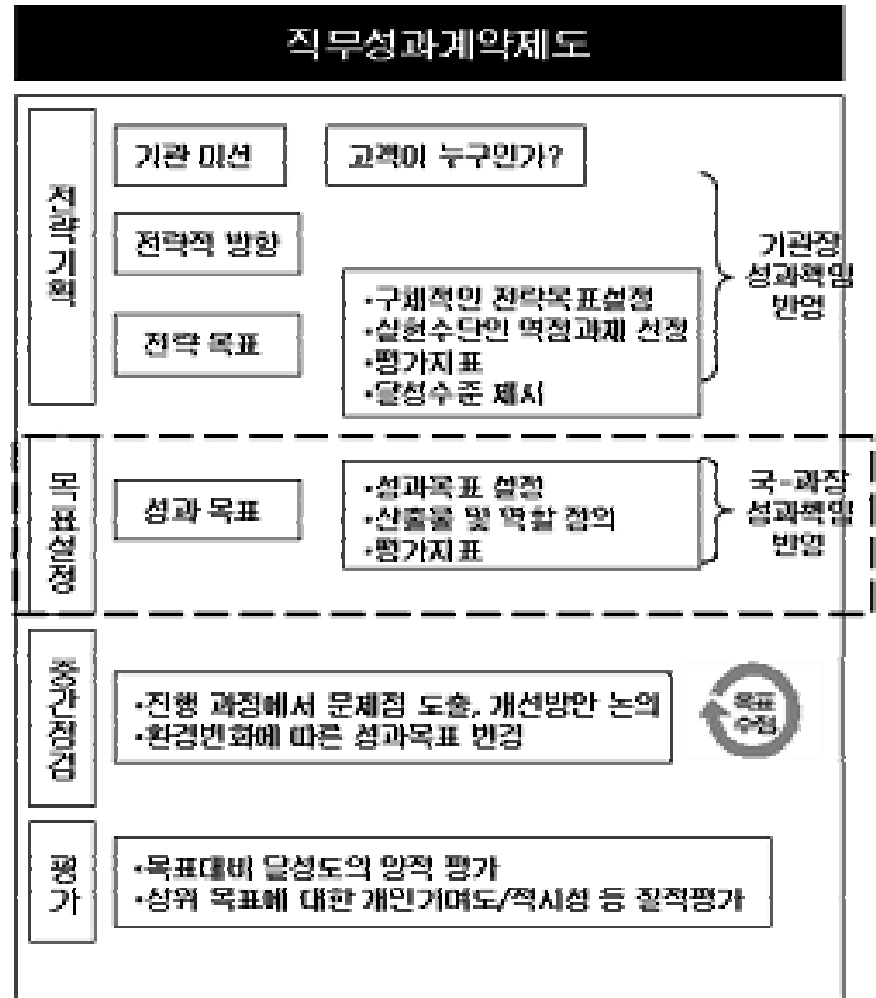 직무성과계약제도
전략기획
기관 미션
고객이 누구인가?
전략적 방향
전략 목표
•구체적인 전략목표설정
•실현수단인 역점과제 선정
•평가지표
•달성수준 제시
기관장
성과책임
반영
목표설정
성과 목표
•성과목표 설정
•산출물 및 역할 정의
•평가지표
국-과장
성과책임
반영
중간점검
•진행 과정에서 문제점 도출, 개선방안 논의
•환경변화에 따른 성과목표 변경
목표
수정
평가
•목표대비 달성도의 양적 평가
•상위 목표에 대한 개인기여도/적시성 등 질적평가